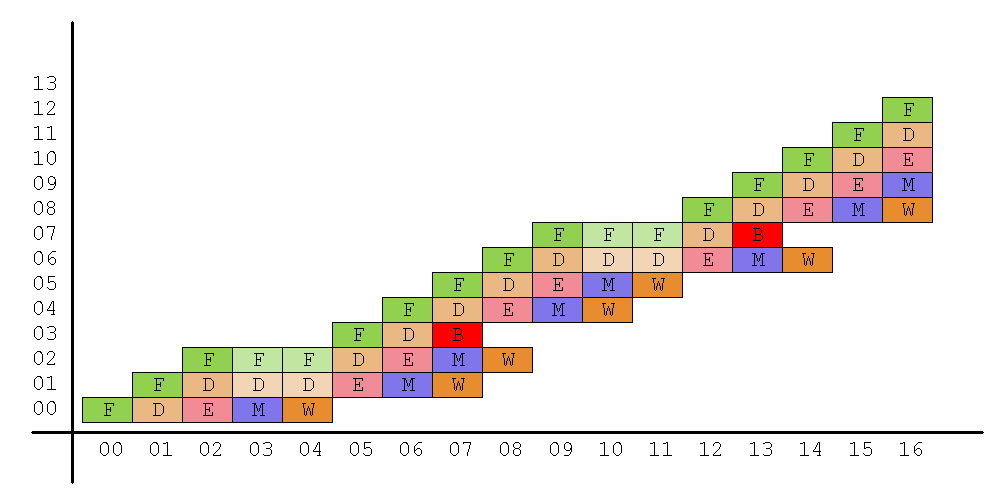 13
12 F
11 F D
10 F D E
09 F D E M
08 F D E M W
07 F F F D B
06 F D D D E M W
05 F D E M W
04 F D E M W
03 F D B
02 F F F D E M W
01 F D D D E M W
00 F D E M W
00 01 02 03 04 05 06 07 08 09 10 11 12 13 14 15 16